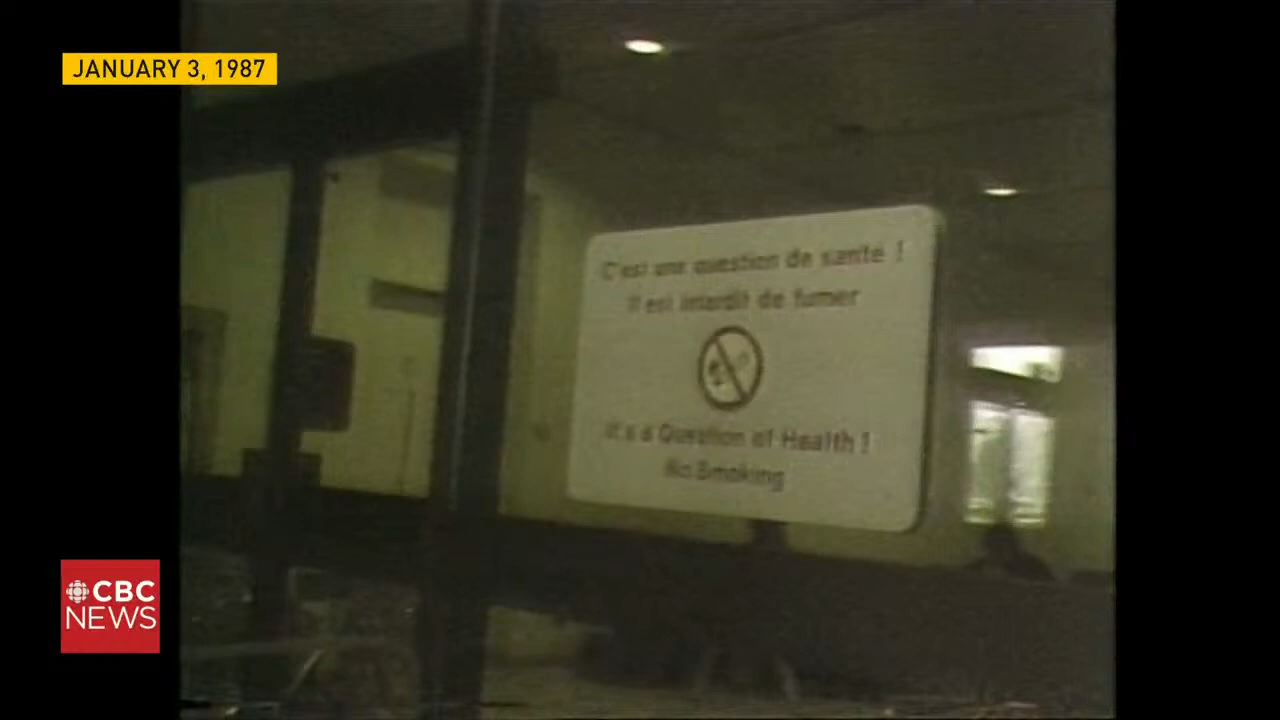 JANUARY 3, 1987
C'est une question de santé !
Il est interdit de fumer
It's a Question of Health !
No Smoking
CBC
NEWS